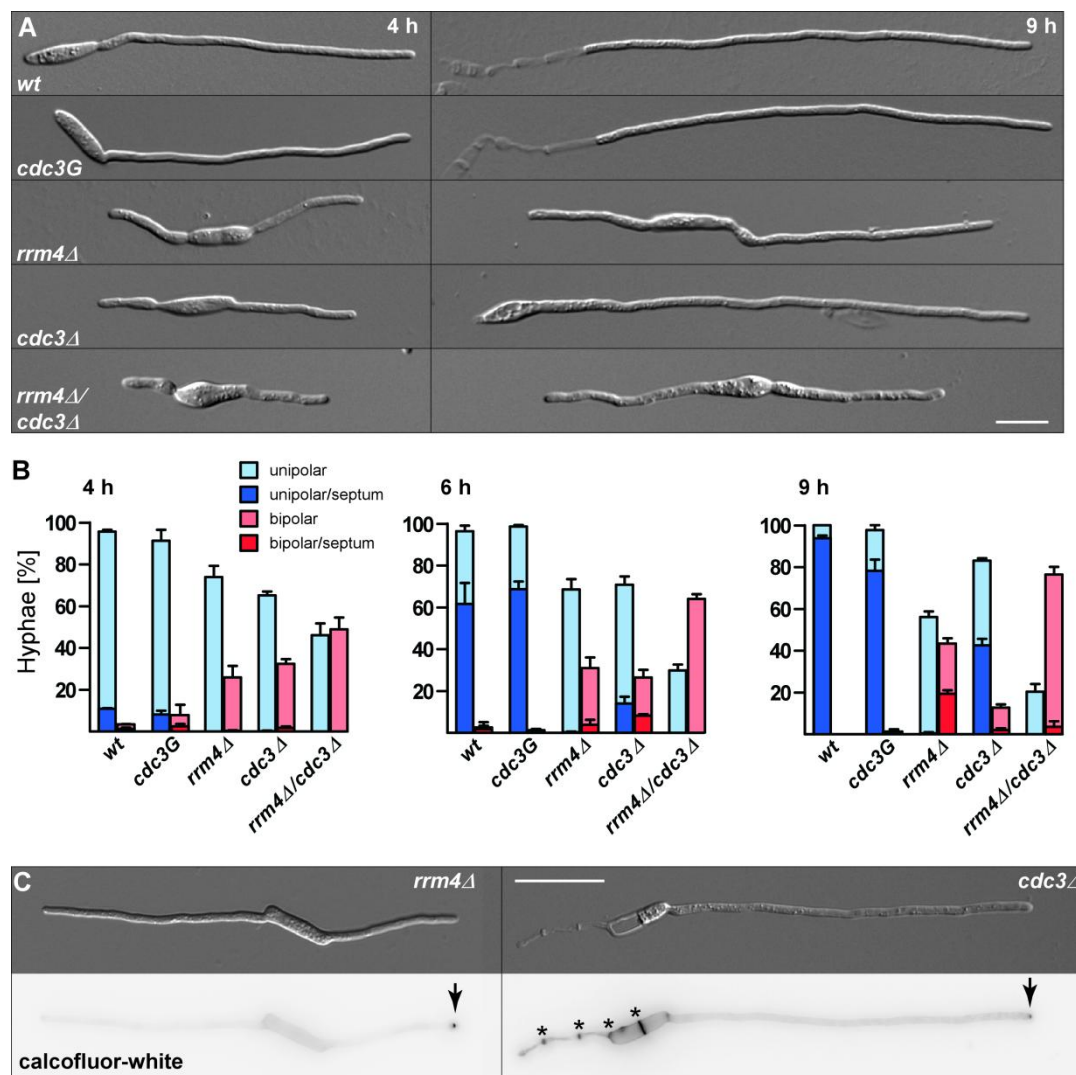 A
4 h
9 h
wt
cdc3G
rrm4Δ
cdc3Δ
rrm4Δ/
cdc3Δ
B
unipolar
unipolar/septum
bipolar
bipolar/septum
4 h
6 h
9 h
Hyphae [%]
100
80
60
40
20
wt
cdc3G
rrm4Δ
cdc3Δ
rrm4Δ/cdc3Δ
100
80
60
40
20
wt
cdc3G
rrm4Δ
cdc3Δ
rrm4Δ/cdc3Δ
100
80
60
40
20
wt
cdc3G
rrm4Δ
cdc3Δ
rrm4Δ/cdc3Δ
C
rrm4Δ
cdc3Δ
* * * *
calcofluor-white